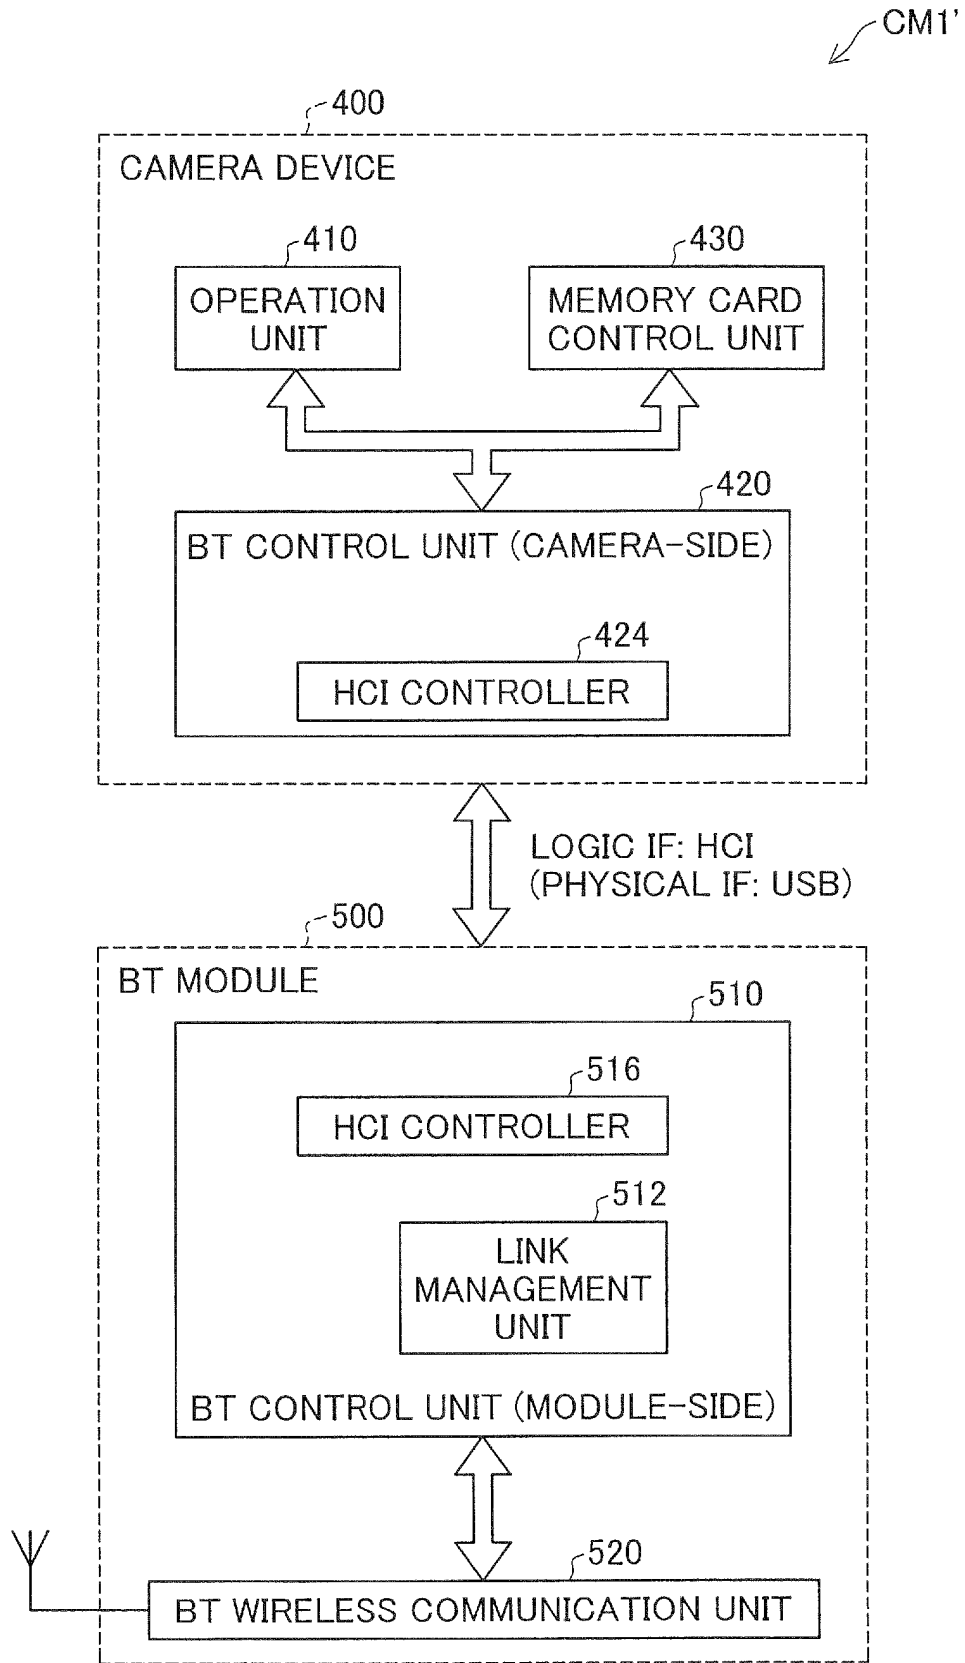 CM1'
400
CAMERA DEVICE
410
OPERATION
UNIT
430
MEMORY CARD
CONTROL UNIT
420
BT CONTROL UNIT (CAMERA-SIDE)
424
HCI CONTROLLER
LOGIC IF: HCI
(PHYSICAL IF: USB)
500
BT MODULE
510
516
HCI CONTROLLER
512
LINK
MANAGEMENT
UNIT
BT CONTROL UNIT (MODULE-SIDE)
520
BT WIRELESS COMMUNICATION UNIT